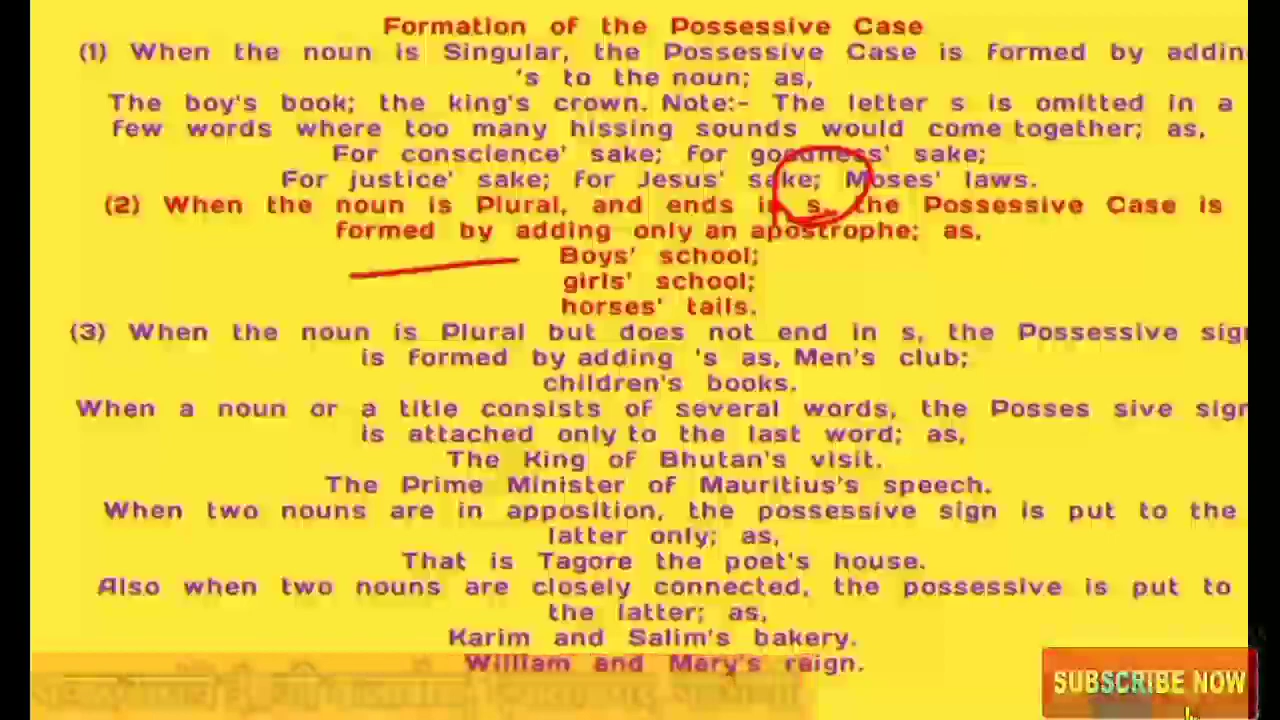 Formation of the Possessive Case
(1) When the noun is Singular, the Possessive Case is formed by addin
's to the noun; as,
The boy's book; the king's crown. Note:- The letter s is omitted in a
few words where too many hissing sounds would come together; as,
For conscience' sake; for goodness' sake;
For justice' sake; for Jesus' sake; Moses' laws.
(2) When the noun is Plural, and ends in s, the Possessive Case is
formed by adding only an apostrophe; as,
Boys' school;
girls' school;
horses' tails.
(3) When the noun is Plural but does not end in s, the Possessive sig
is formed by adding 's as, Men's club;
children's books.
When a noun or a title consists of several words, the Posses sive sign
is attached only to the last word; as,
The King of Bhutan's visit.
The Prime Minister of Mauritius's speech.
When two nouns are in apposition, the possessive sign is put to the
latter only; as,
That is Tagore the poet's house.
Also when two nouns are closely connected, the possessive is put to
the latter; as,
Karim and Salim's bakery.
William and Mary's reign.
SUBSCRIBE NOW